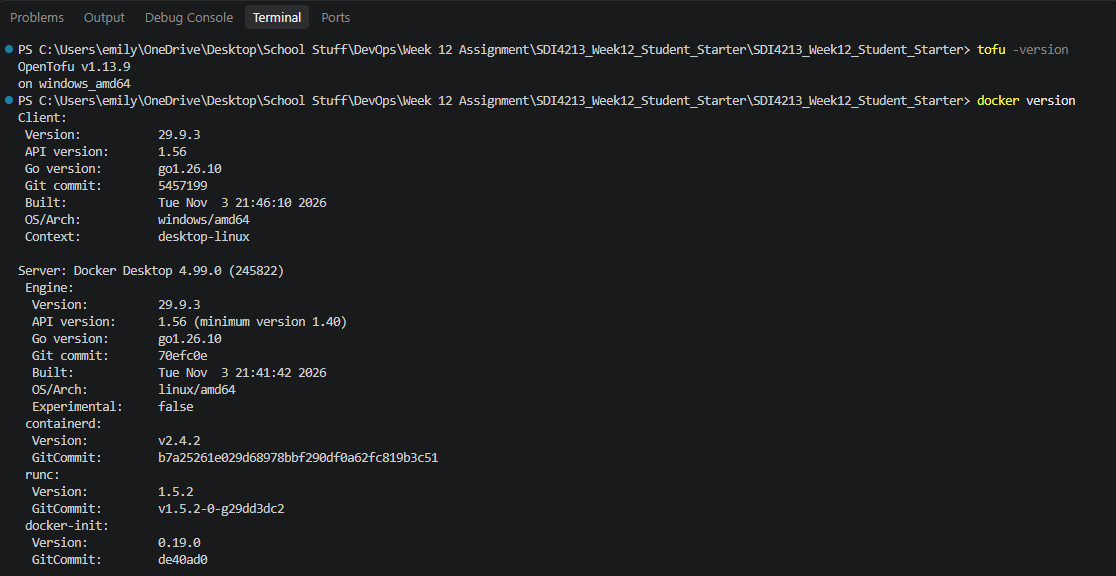 Problems Output Debug Console Terminal Ports
PS C:\Users\emily\OneDrive\Desktop\School Stuff\DevOps\Week 12 Assignment\SDI4213_Week12_Student_Starter\SDI4213_Week12_Student_Starter> tofu -version
OpenTofu v1.13.9
on windows_amd64
PS C:\Users\emily\OneDrive\Desktop\School Stuff\DevOps\Week 12 Assignment\SDI4213_Week12_Student_Starter\SDI4213_Week12_Student_Starter> docker version
Client:
Version: 29.9.3
API version: 1.56
Go version: go1.26.10
Git commit: 5457199
Built: Tue Nov  3 21:46:10 2026
OS/Arch: windows/amd64
Context: desktop-linux
Server: Docker Desktop 4.99.0 (245822)
Engine:
Version: 29.9.3
API version: 1.56 (minimum version 1.40)
Go version: go1.26.10
Git commit: 70efc0e
Built: Tue Nov  3 21:41:42 2026
OS/Arch: linux/amd64
Experimental: false
containerd:
Version: v2.4.2
GitCommit: b7a25261e029d68978bbf290df0a62fc819b3c51
runc:
Version: 1.5.2
GitCommit: v1.5.2-0-g29dd3dc2
docker-init:
Version: 0.19.0
GitCommit: de40ad0